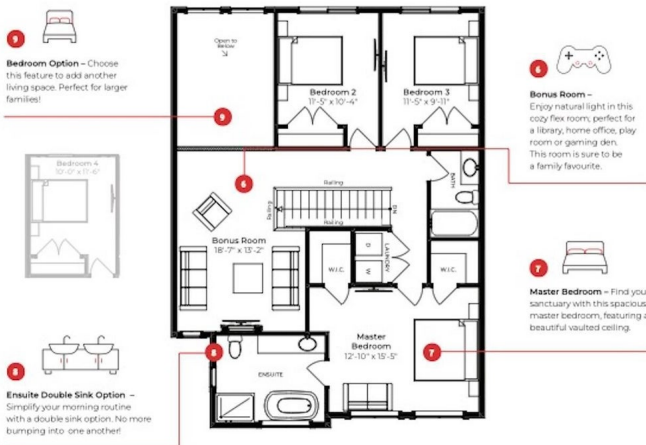 9
Bedroom Option – Choose
this feature to add another
living space. Perfect for larger
families!
Bedroom 4
10'-0" x 11'-6"
8
Ensuite Double Sink Option –
Simplify your morning routine
with a double sink option. No more
bumping into one another!
Open to
Below
9
Bedroom 2
11'-5" x 10'-4"
Bedroom 3
11'-5" x 9'-11"
6
Railing
Railing
Railing
DN
BATH
Bonus Room
18'-7" x 13'-2"
W.I.C.
D
W
LAUNDRY
W.I.C.
8
ENSUITE
Master
Bedroom
12'-10" x 15'-5"
7
6
Bonus Room –
Enjoy natural light in this
cozy flex room, perfect for
a library, home office, play
room or gaming den.
This room is sure to be
a family favourite.
7
Master Bedroom – Find you
sanctuary with this spacious
master bedroom, featuring a
beautiful vaulted ceiling.